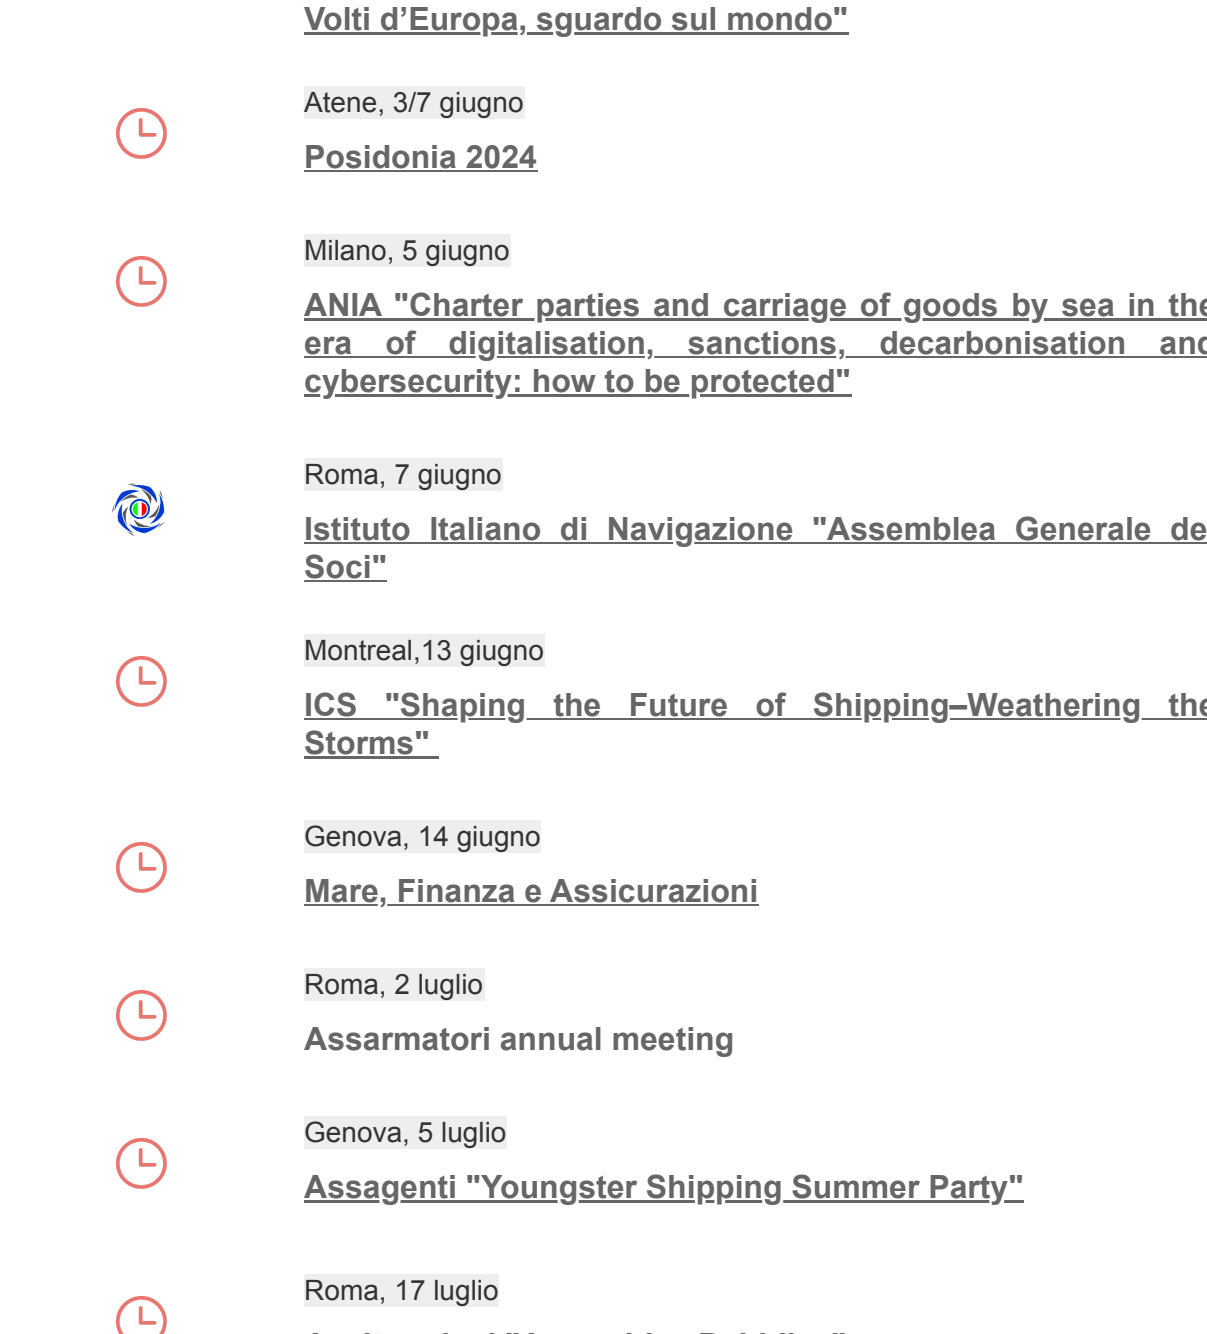 Volti d’Europa, sguardo sul mondo"
Atene, 3/7 giugno
Posidonia 2024
Milano, 5 giugno
ANIA "Charter parties and carriage of goods by sea in the
era of digitalisation, sanctions, decarbonisation and
cybersecurity: how to be protected"
Roma, 7 giugno
Istituto Italiano di Navigazione "Assemblea Generale de
Soci"
Montreal,13 giugno
ICS "Shaping the Future of Shipping–Weathering the
Storms"
Genova, 14 giugno
Mare, Finanza e Assicurazioni
Roma, 2 luglio
Assarmatori annual meeting
Genova, 5 luglio
Assagenti "Youngster Shipping Summer Party"
Roma, 17 luglio